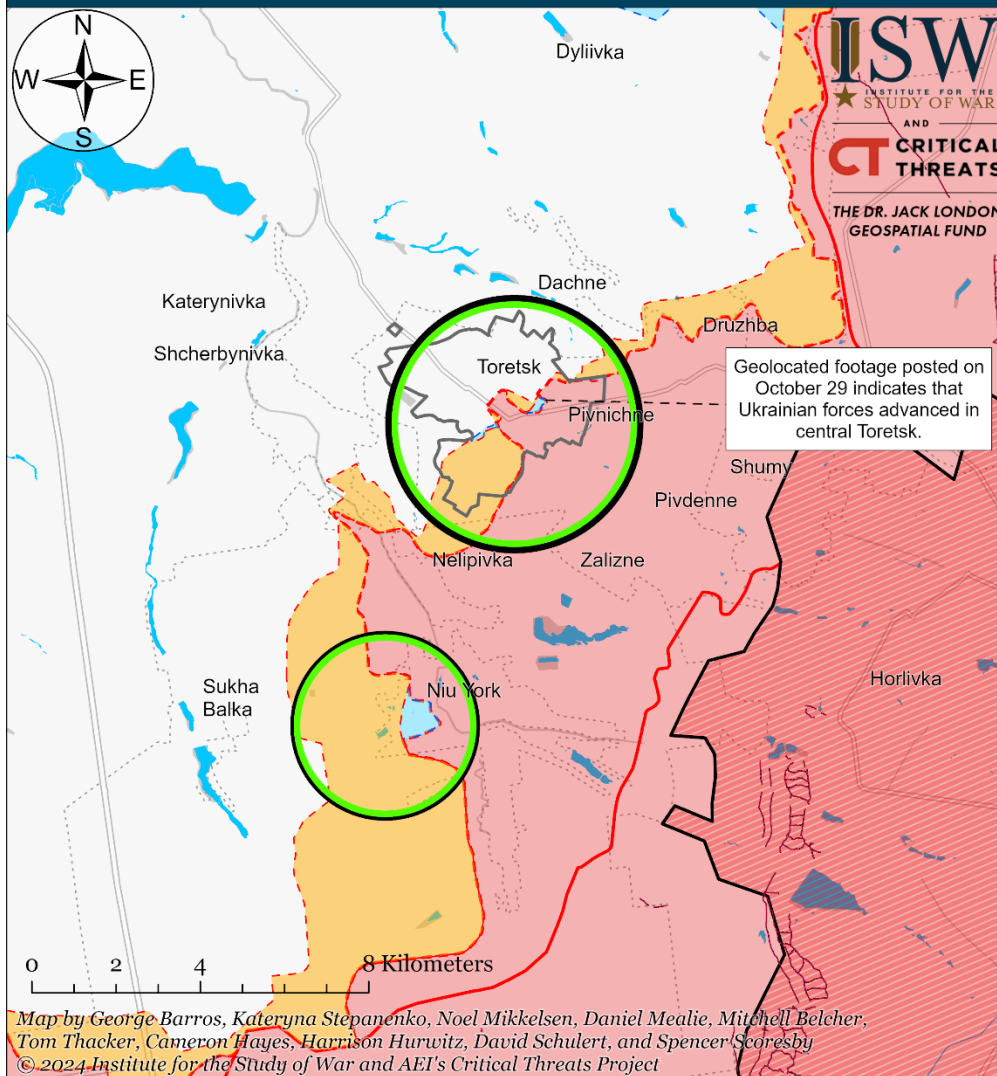 N
W
E
S
ISW
INSTITUTE FOR THE
STUDY OF WAR
AND
CT CRITICAL
THREATS
THE DR. JACK LONDON
GEOSPATIAL FUND
Dyliivka
Dachne
Katerynivka
Druzhba
Shcherbynivka
Toretsk
Geolocated footage posted on
October 29 indicates that
Ukrainian forces advanced in
central Toretsk.
Pivnichne
Shumy
Pivdenne
Nelipivka
Zalizne
Horlivka
Sukha
Balka
Niu York
0 2 4 8 Kilometers
Map by George Barros, Kateryna Stepanenko, Noel Mikkelsen, Daniel Mealie, Mitchell Belcher,
Tom Thacker, Cameron Hayes, Harrison Hurwitz, David Schulert, and Spencer Scoresby
© 2024 Institute for the Study of War and AEI's Critical Threats Project